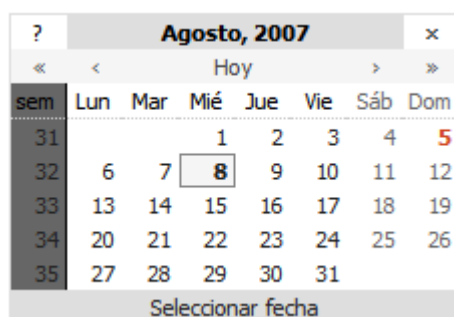 ? Agosto, 2007 ×
« ‹ Hoy › »
sem Lun Mar Mié Jue Vie Sáb Dom
31 1 2 3 4 5
32 6 7 8 9 10 11 12
33 13 14 15 16 17 18 19
34 20 21 22 23 24 25 26
35 27 28 29 30 31
Seleccionar fecha